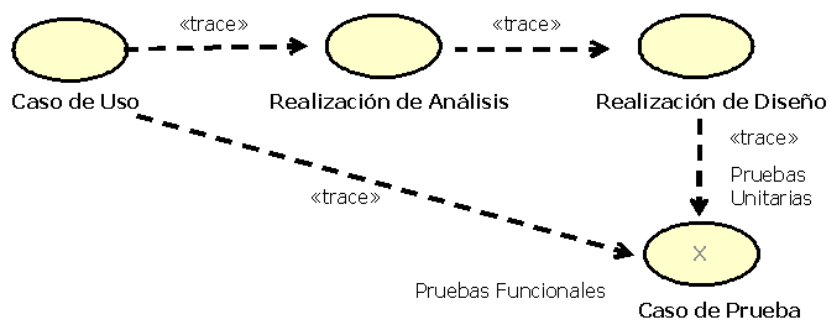 «trace»
«trace»
Caso de Uso
Realización de Análisis
Realización de Diseño
«trace»
Pruebas
Unitarias
«trace»
X
Pruebas Funcionales
Caso de Prueba